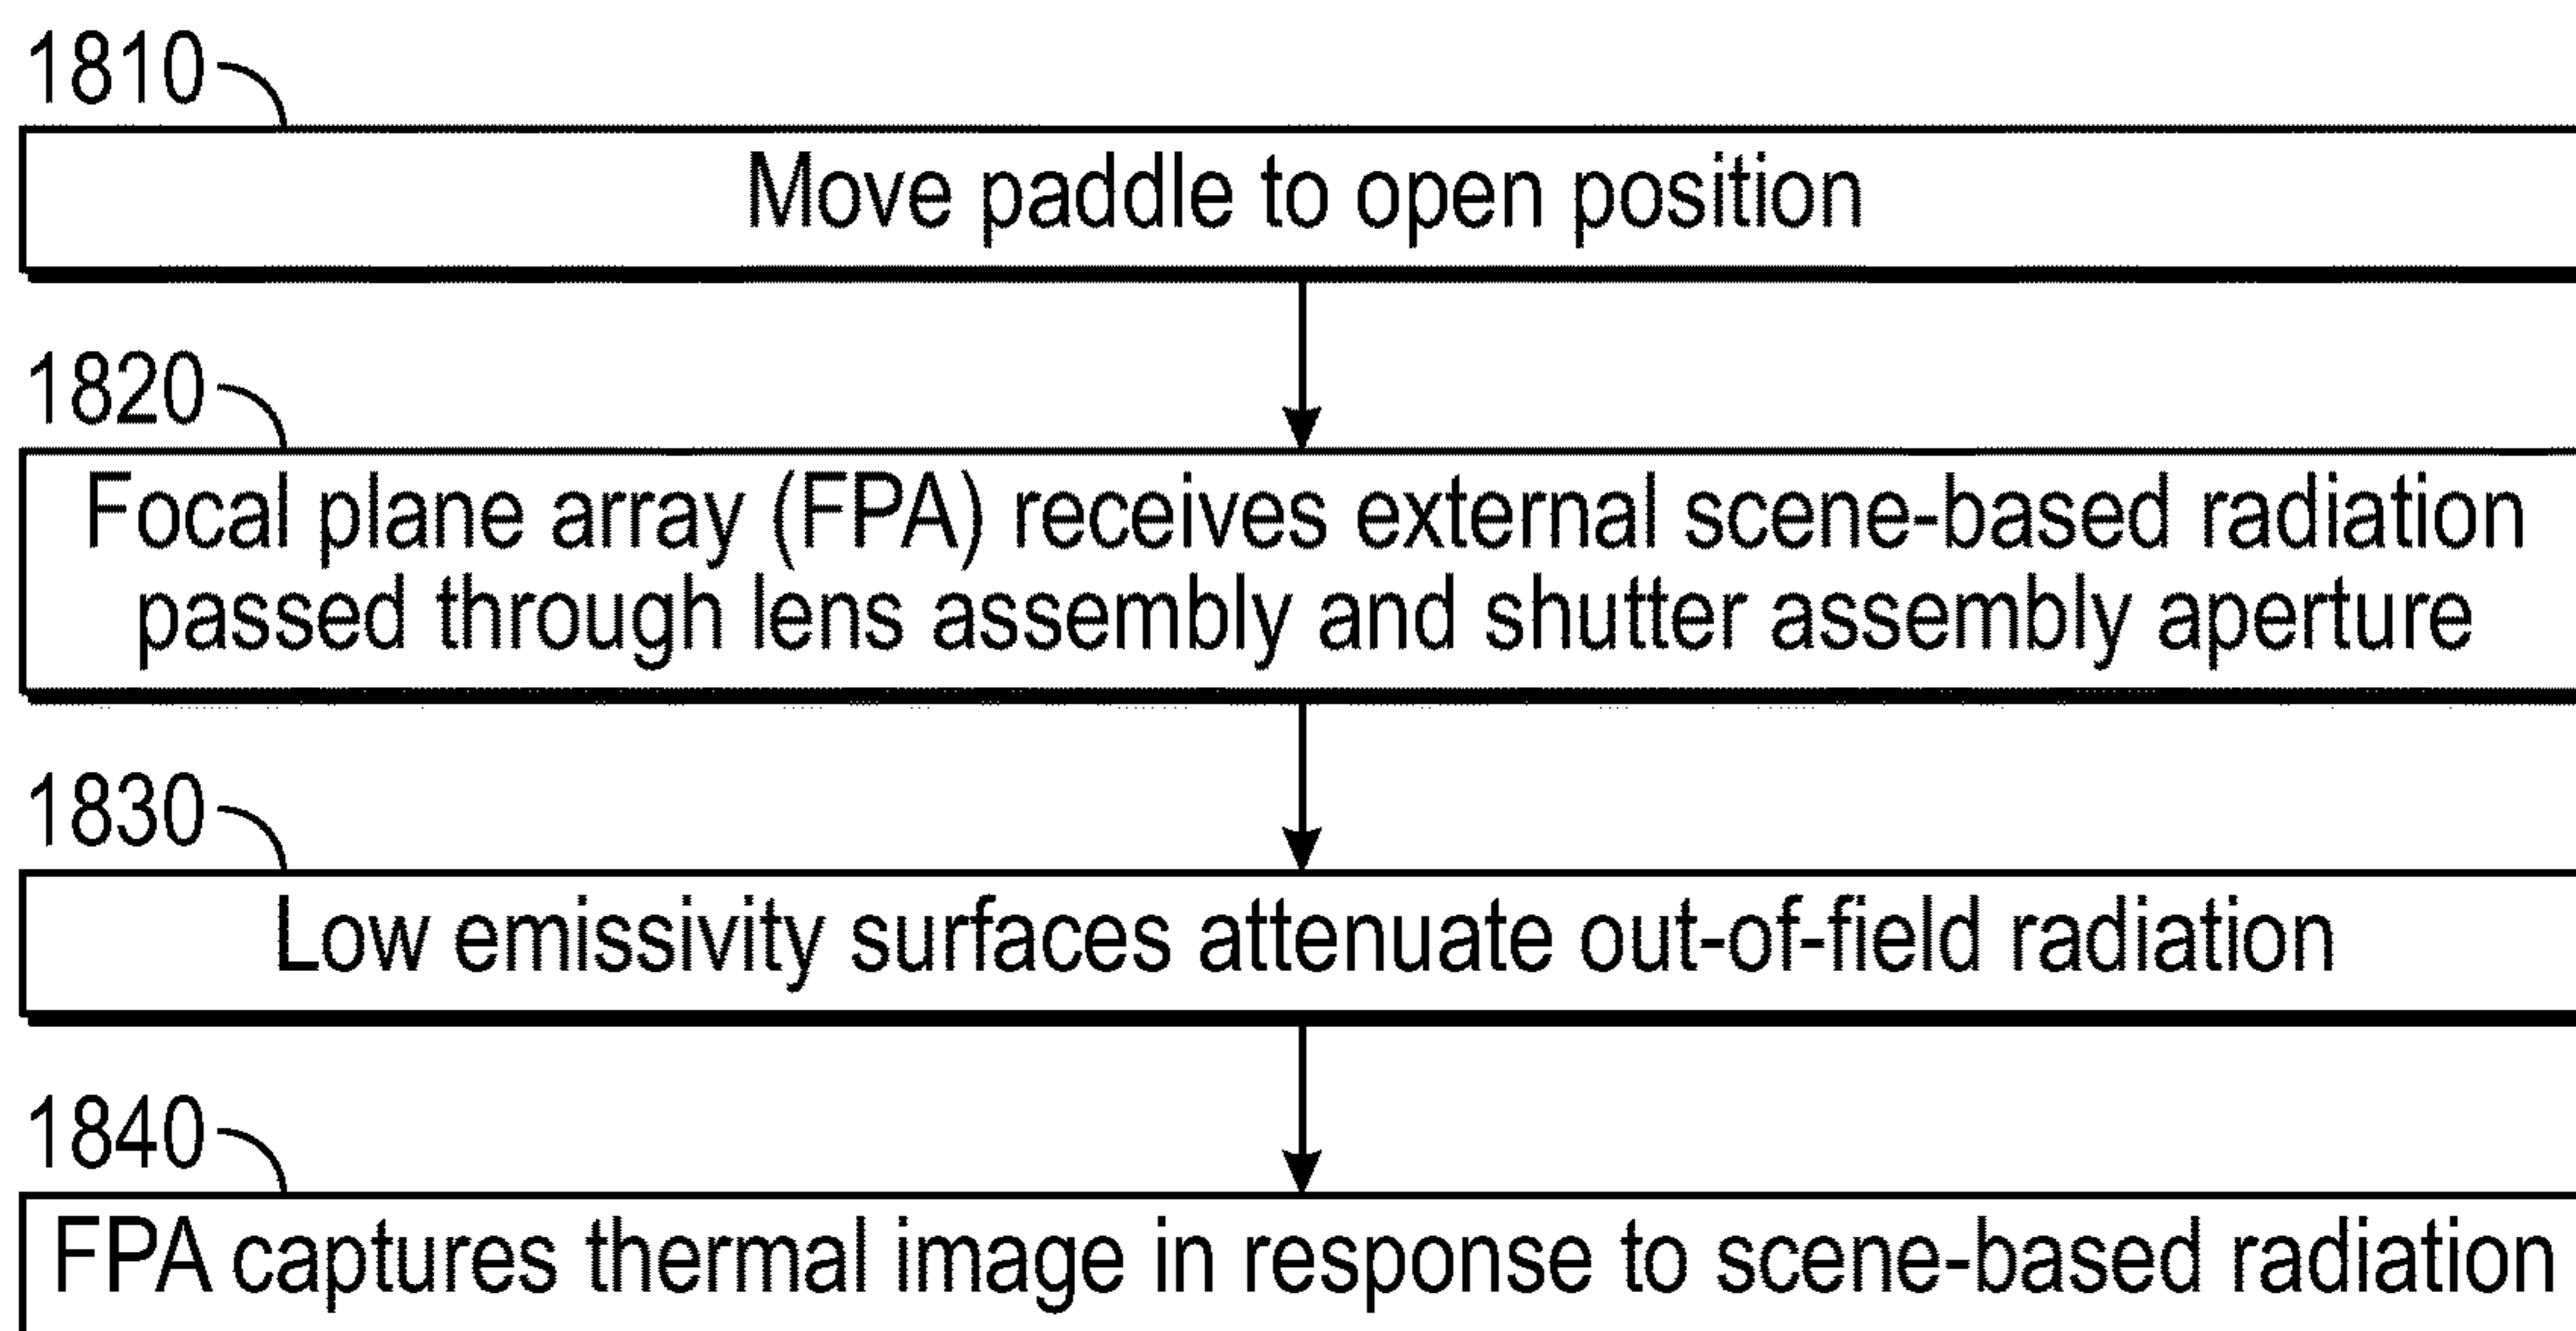 1810
Move paddle to open position
1820
Focal plane array (FPA) receives external scene-based radiation
passed through lens assembly and shutter assembly aperture
1830
Low emissivity surfaces attenuate out-of-field radiation
1840
FPA captures thermal image in response to scene-based radiation